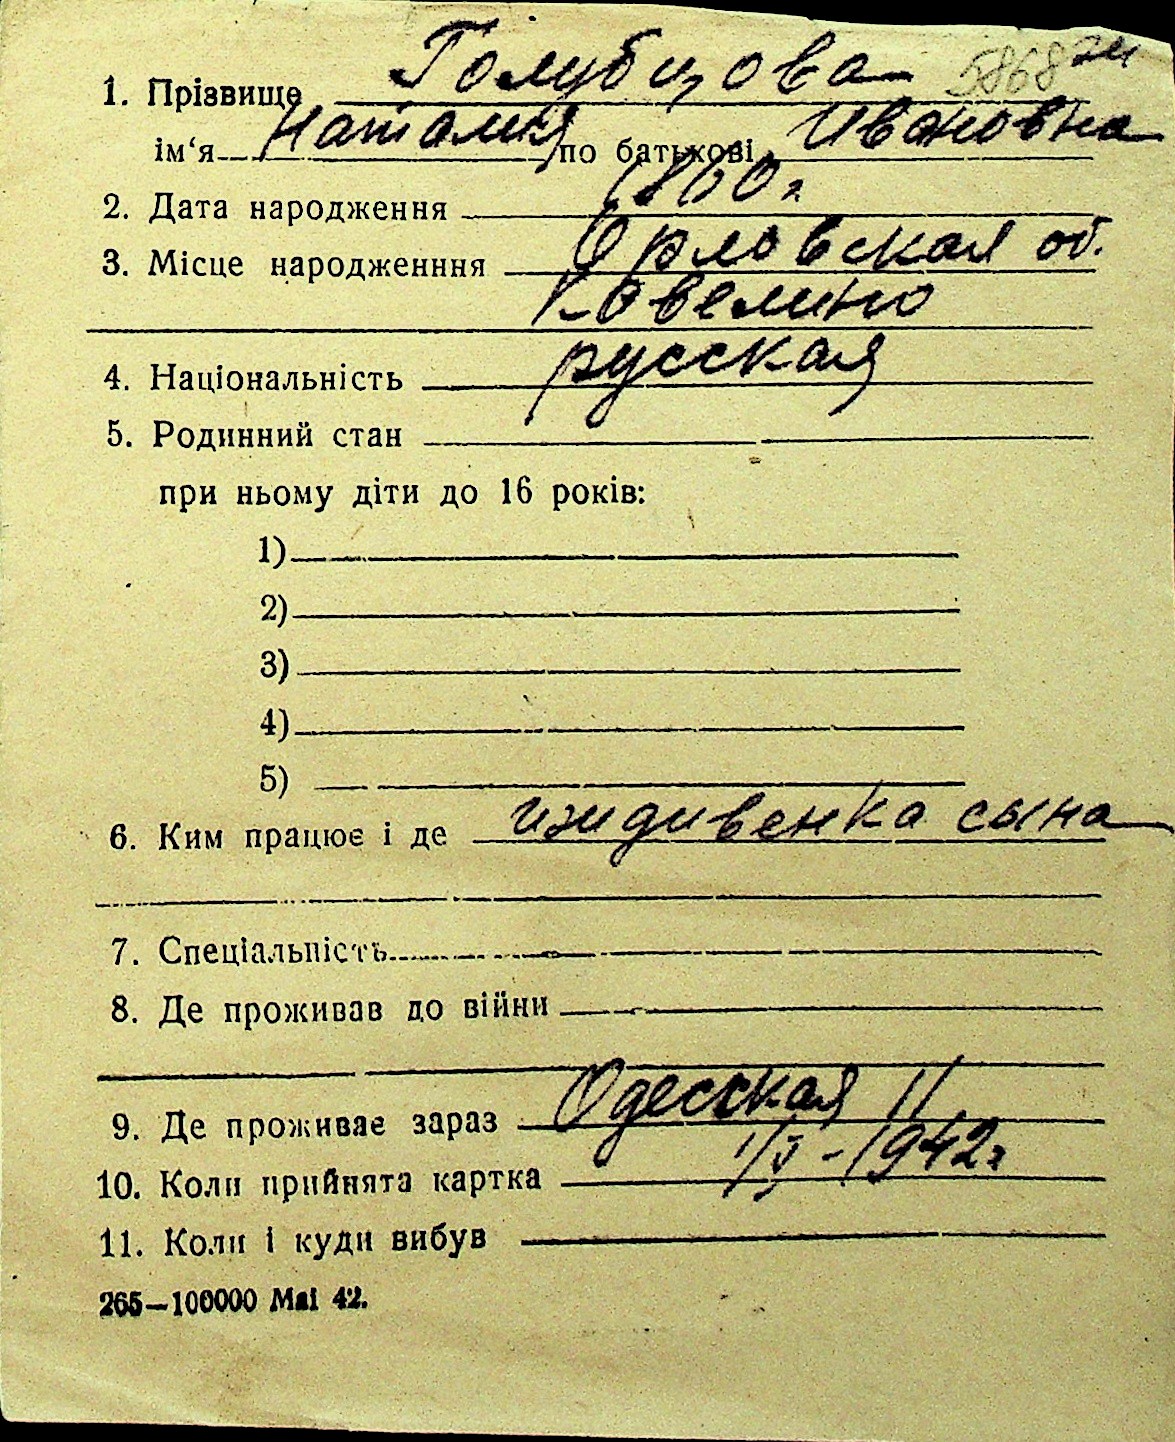 1. Прізвище Голубцова 5868
ім‘я Наталия по батькові Ивановна
2. Дата народження 1860 г.
3. Місце народженння Орловская об.
Ковелино
4. Національність русская
5. Родинний стан
при ньому діти до 16 років:
1)
2)
3)
4)
5)
6. Ким працює і де иждивенка сына
7. Спеціальність
8. Де проживав до війни
9. Де проживає зараз Одесская 11
10. Коли прийнята картка 1/V - 1942 г
11. Коли і куди вибув
265—100000 Mai 42.